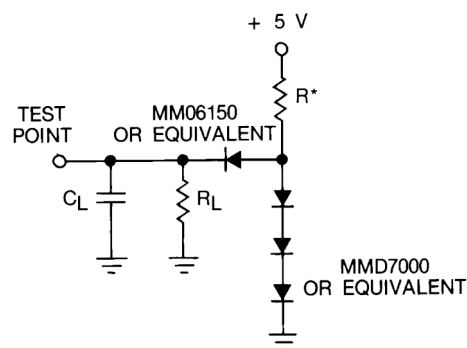 + 5 V
R*
TEST
POINT
MM06150
OR EQUIVALENT
CL
RL
MMD7000
OR EQUIVALENT